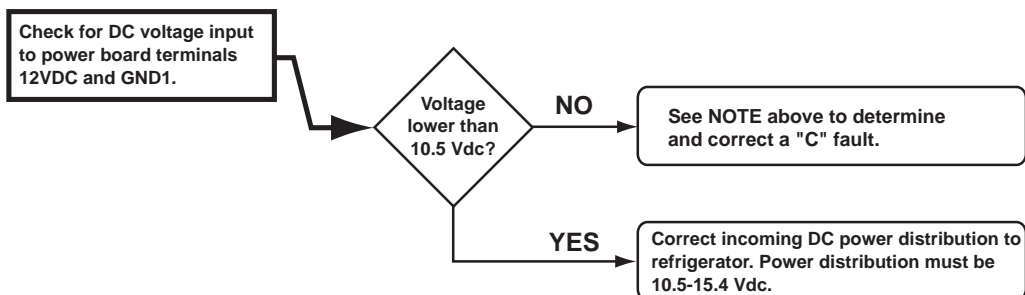 Check for DC voltage input
to power board terminals
12VDC and GND1.
Voltage
lower than
10.5 Vdc?
NO
See NOTE above to determine
and correct a "C" fault.
YES
Correct incoming DC power distribution to
refrigerator. Power distribution must be
10.5-15.4 Vdc.